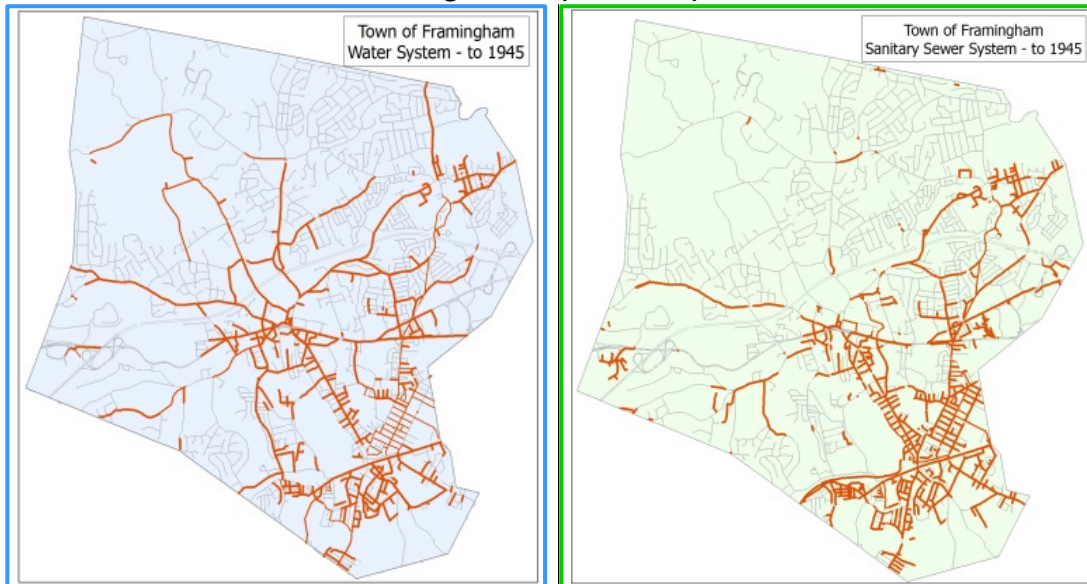 Town of Framingham
Water System - to 1945
Town of Framingham
Sanitary Sewer System - to 1945